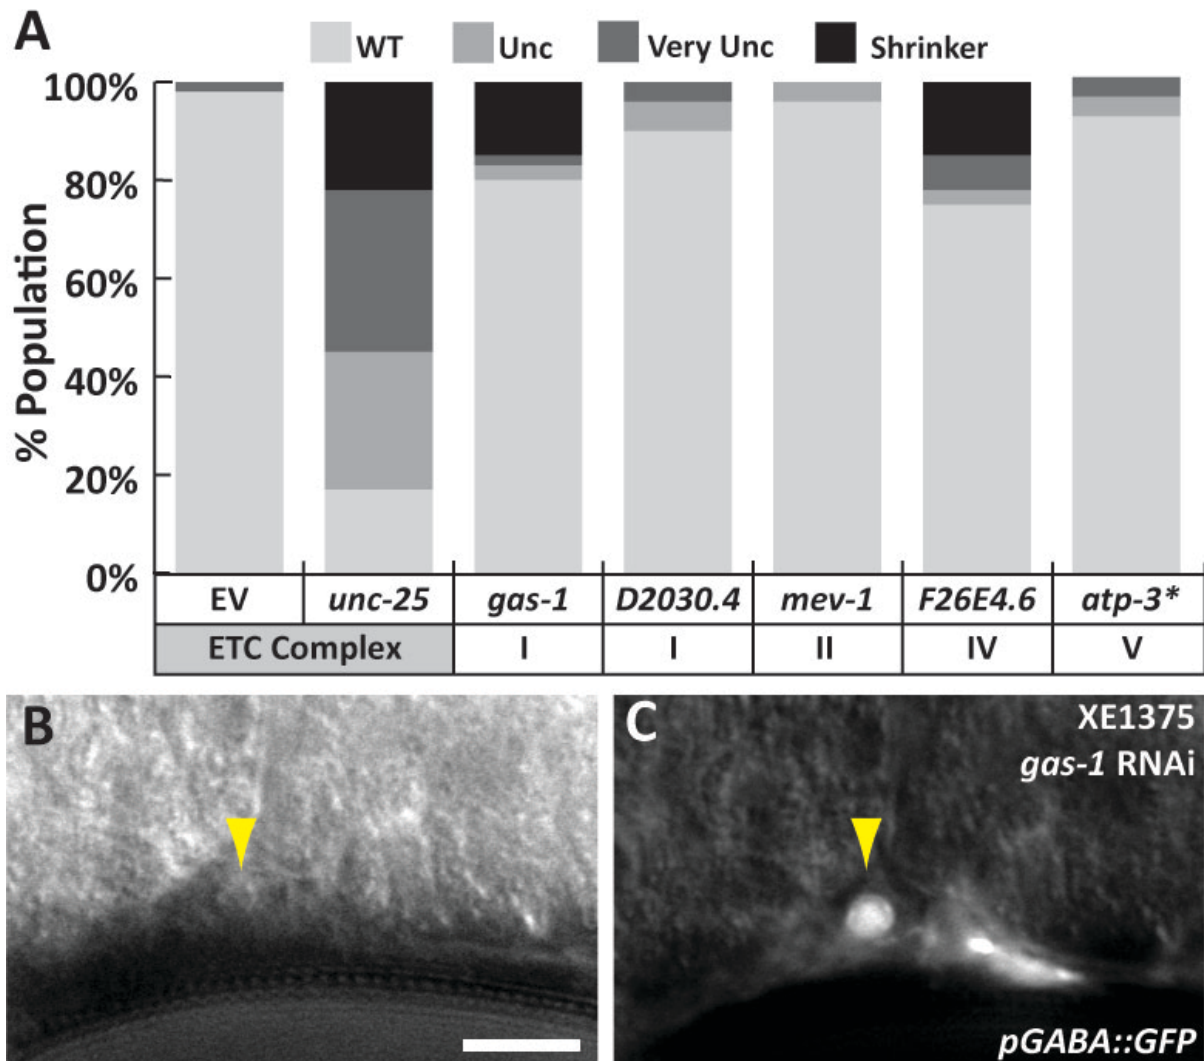 A
WT Unc Very Unc Shrinker
100%
80%
60%
40%
20%
0%
% Population
EV unc-25 gas-1 D2030.4 mev-1 F26E4.6 atp-3*
ETC Complex I I II IV V
B
C
XE1375
gas-1 RNAi
pGABA::GFP